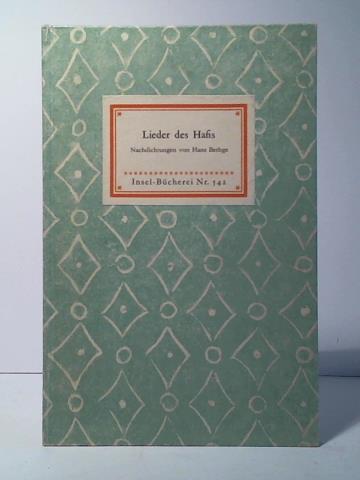 Lieder des Hafis
Nachdichtungen von Hans Bethge
Insel-Bücherei Nr. 542